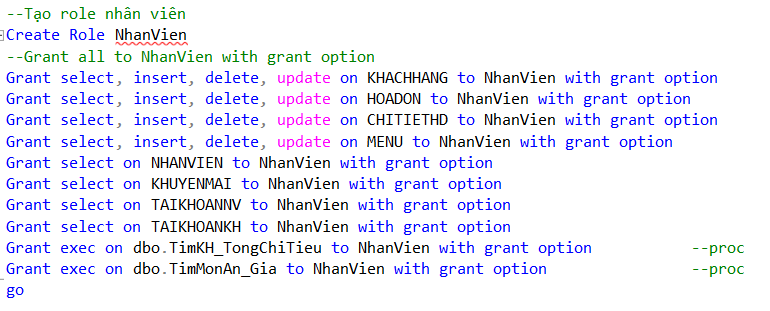 --Tạo role nhân viên
Create Role NhanVien
--Grant all to NhanVien with grant option
Grant select, insert, delete, update on KHACHHANG to NhanVien with grant option
Grant select, insert, delete, update on HOADON to NhanVien with grant option
Grant select, insert, delete, update on CHITIETHD to NhanVien with grant option
Grant select, insert, delete, update on MENU to NhanVien with grant option
Grant select on NHANVIEN to NhanVien with grant option
Grant select on KHUYENMAI to NhanVien with grant option
Grant select on TAIKHOANNV to NhanVien with grant option
Grant select on TAIKHOANKH to NhanVien with grant option
Grant exec on dbo.TimKH_TongChiTieu to NhanVien with grant option --proc
Grant exec on dbo.TimMonAn_Gia to NhanVien with grant option --proc
go